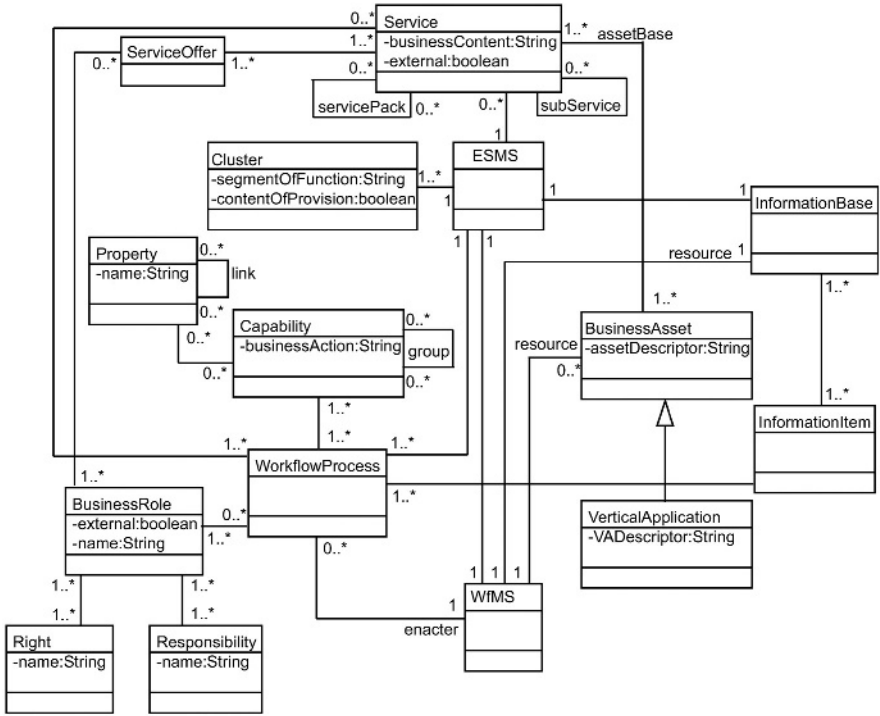 0..*
Service
1..*
assetBase
-businessContent:String
-external:boolean
ServiceOffer
1..*
0..*
1..*
0..*
0..*
servicePack
0..*
0..*
subService
1
ESMS
Cluster
-segmentOfFunction:String
-contentOfProvision:boolean
1..*
1
1
1
InformationBase
1
1
resource
1
Property
-name:String
0..*
link
0..*
1..*
1..*
0..*
Capability
-businessAction:String
0..*
group
0..*
0..*
BusinessAsset
-assetDescriptor:String
resource
0..*
1..*
1..*
1..*
InformationItem
1..*
WorkflowProcess
1..*
1..*
1..*
BusinessRole
-external:boolean
-name:String
0..*
1..*
0..*
VerticalApplication
-VADescriptor:String
1
1
1
WfMS
1
enacter
1..*
1..*
1..*
1..*
Right
-name:String
Responsibility
-name:String